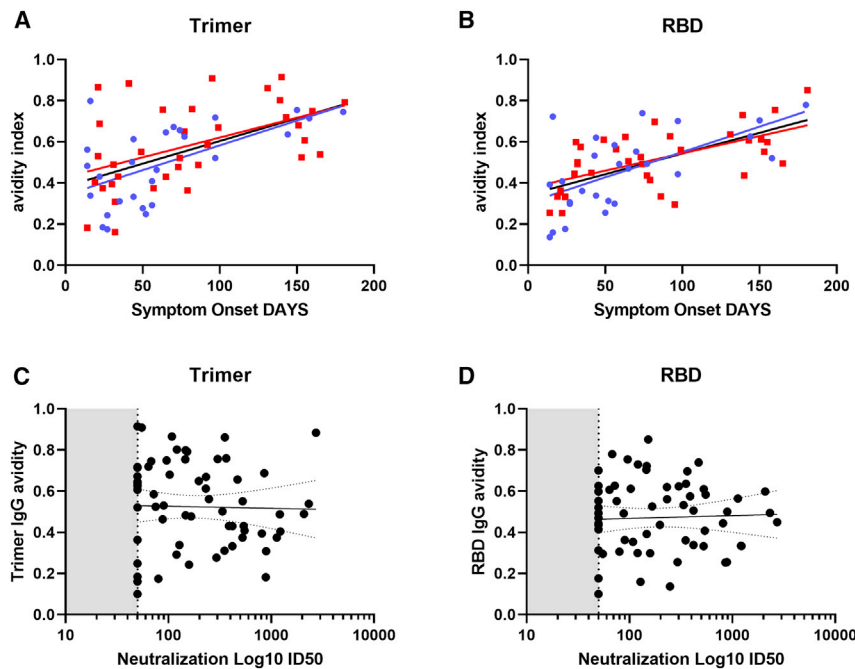 A
Trimer
avidity index
1.0
0.8
0.6
0.4
0.2
0.0
0 50 100 150 200
Symptom Onset DAYS
B
RBD
avidity index
1.0
0.8
0.6
0.4
0.2
0.0
0 50 100 150 200
Symptom Onset DAYS
C
Trimer
Trimer IgG avidity
1.0
0.8
0.6
0.4
0.2
0.0
10 100 1000 10000
Neutralization Log10 ID50
D
RBD
RBD IgG avidity
1.0
0.8
0.6
0.4
0.2
0.0
10 100 1000 10000
Neutralization Log10 ID50